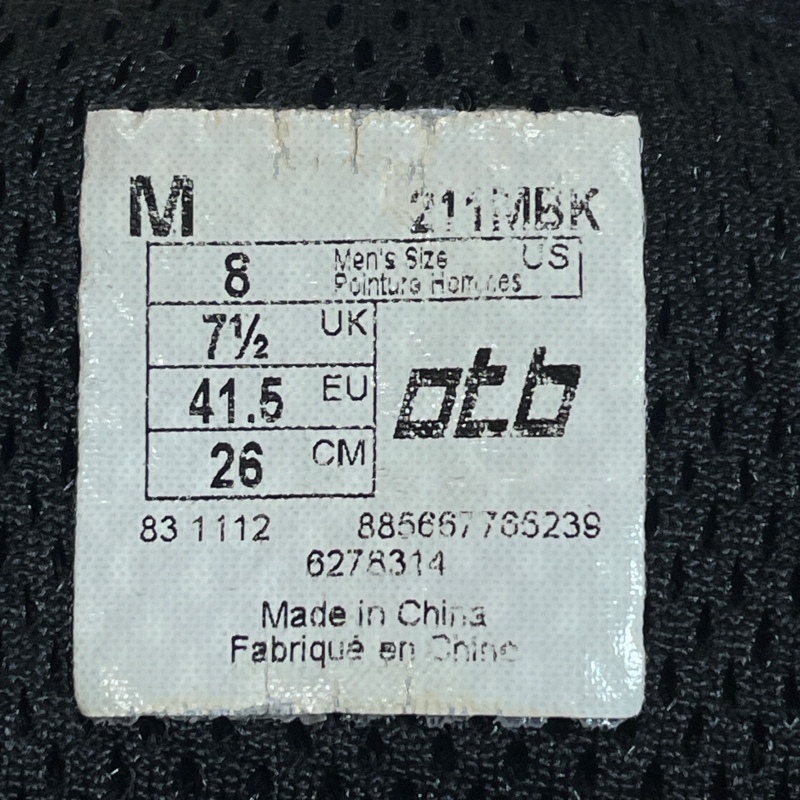 M 211MBK
8 Men's Size US
Pointure Hommes
7½ UK
41.5 EU
26 CM
otb
83 1112 885667765239
6278314
Made in China
Fabriqué en Chine